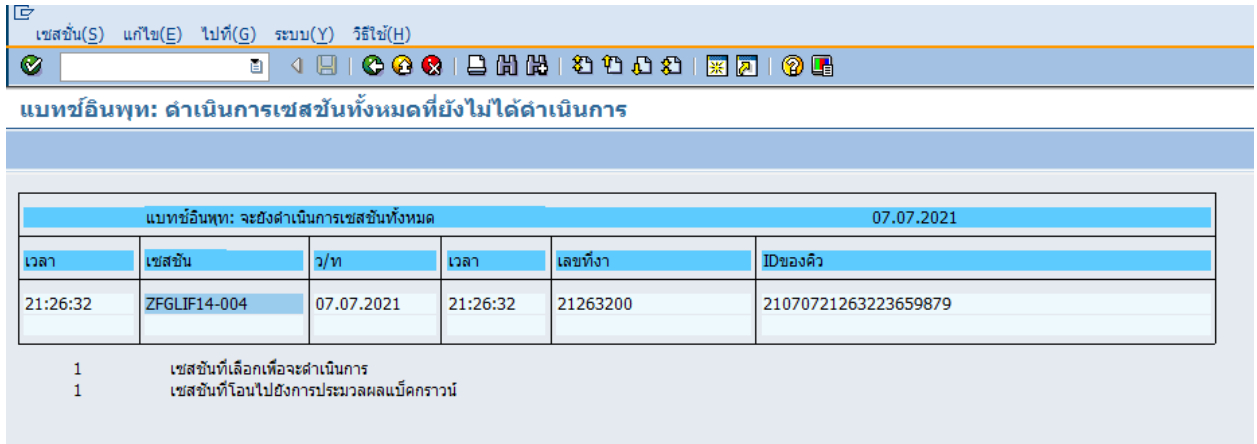 เซสชั่น(S) แก้ไข(E) ไปที่(G) ระบบ(Y) วิธีใช้(H)
แบทช์อินพุท: ดำเนินการเซสชันทั้งหมดที่ยังไม่ได้ดำเนินการ
แบทช์อินพุท: จะยังดำเนินการเซสชันทั้งหมด 07.07.2021
เวลา เซสชัน ว/ท เวลา เลขที่งา IDของคิว
21:26:32 ZFGLIF14-004 07.07.2021 21:26:32 21263200 21070721263223659879
1 เซสชันที่เลือกเพื่อจะดำเนินการ
1 เซสชันที่โอนไปยังการประมวลผลแบ็คกราวน์